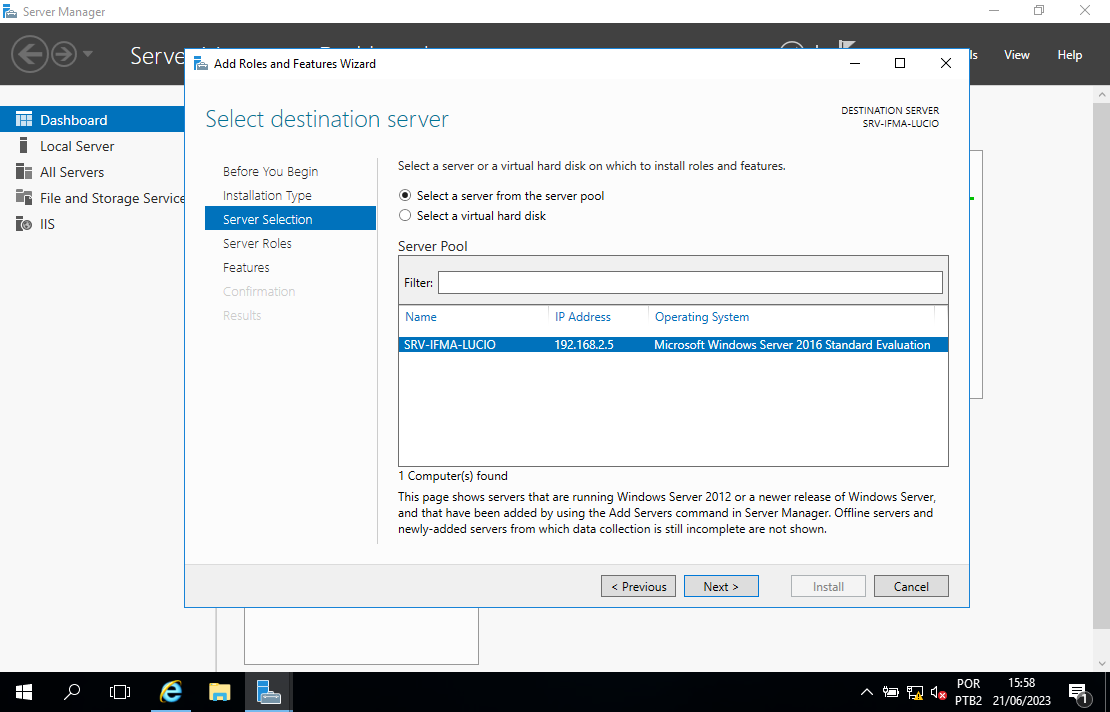 Server Manager
Add Roles and Features Wizard
View
Help
Select destination server
DESTINATION SERVER
SRV-IFMA-LUCIO
Dashboard
Local Server
All Servers
File and Storage Service
IIS
Before You Begin
Installation Type
Server Selection
Server Roles
Features
Confirmation
Results
Select a server or a virtual hard disk on which to install roles and features.
Select a server from the server pool
Select a virtual hard disk
Server Pool
Filter:
Name IP Address Operating System
SRV-IFMA-LUCIO 192.168.2.5 Microsoft Windows Server 2016 Standard Evaluation
1 Computer(s) found
This page shows servers that are running Windows Server 2012 or a newer release of Windows Server,
and that have been added by using the Add Servers command in Server Manager. Offline servers and
newly-added servers from which data collection is still incomplete are not shown.
< Previous
Next >
Install
Cancel
POR
PTB2
15:58
21/06/2023
1